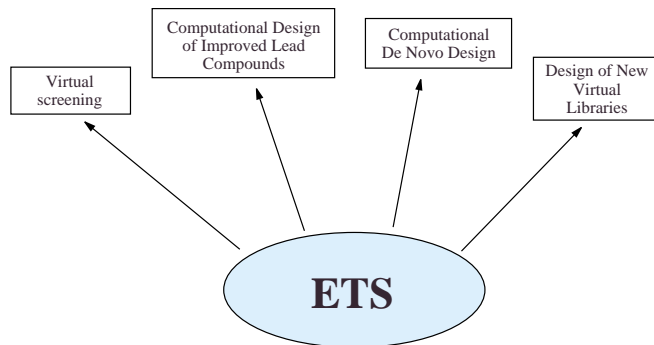 Virtual
screening
Computational Design
of Improved Lead
Compounds
Computational
De Novo Design
Design of New
Virtual
Libraries
ETS